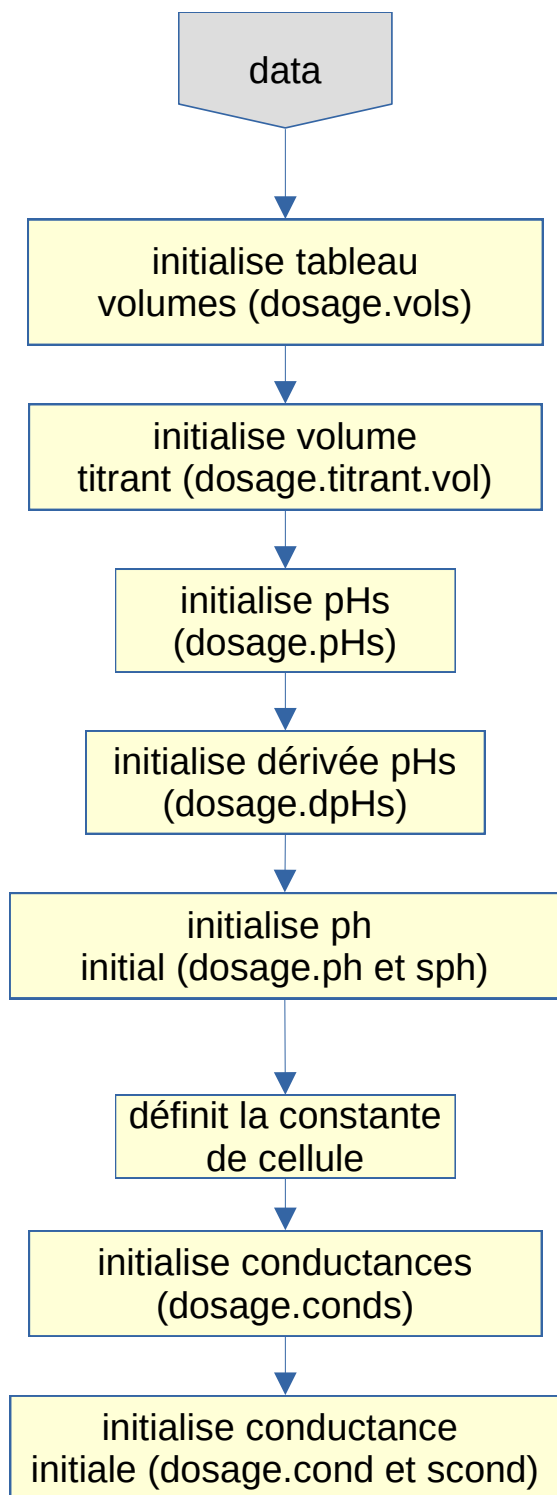 data
initialise tableau
volumes (dosage.vols)
initialise volume
titrant (dosage.titrant.vol)
initialise pHs
(dosage.pHs)
initialise dérivée pHs
(dosage.dpHs)
initialise ph
initial (dosage.ph et sph)
définit la constante
de cellule
initialise conductances
(dosage.conds)
initialise conductance
initiale (dosage.cond et scond)